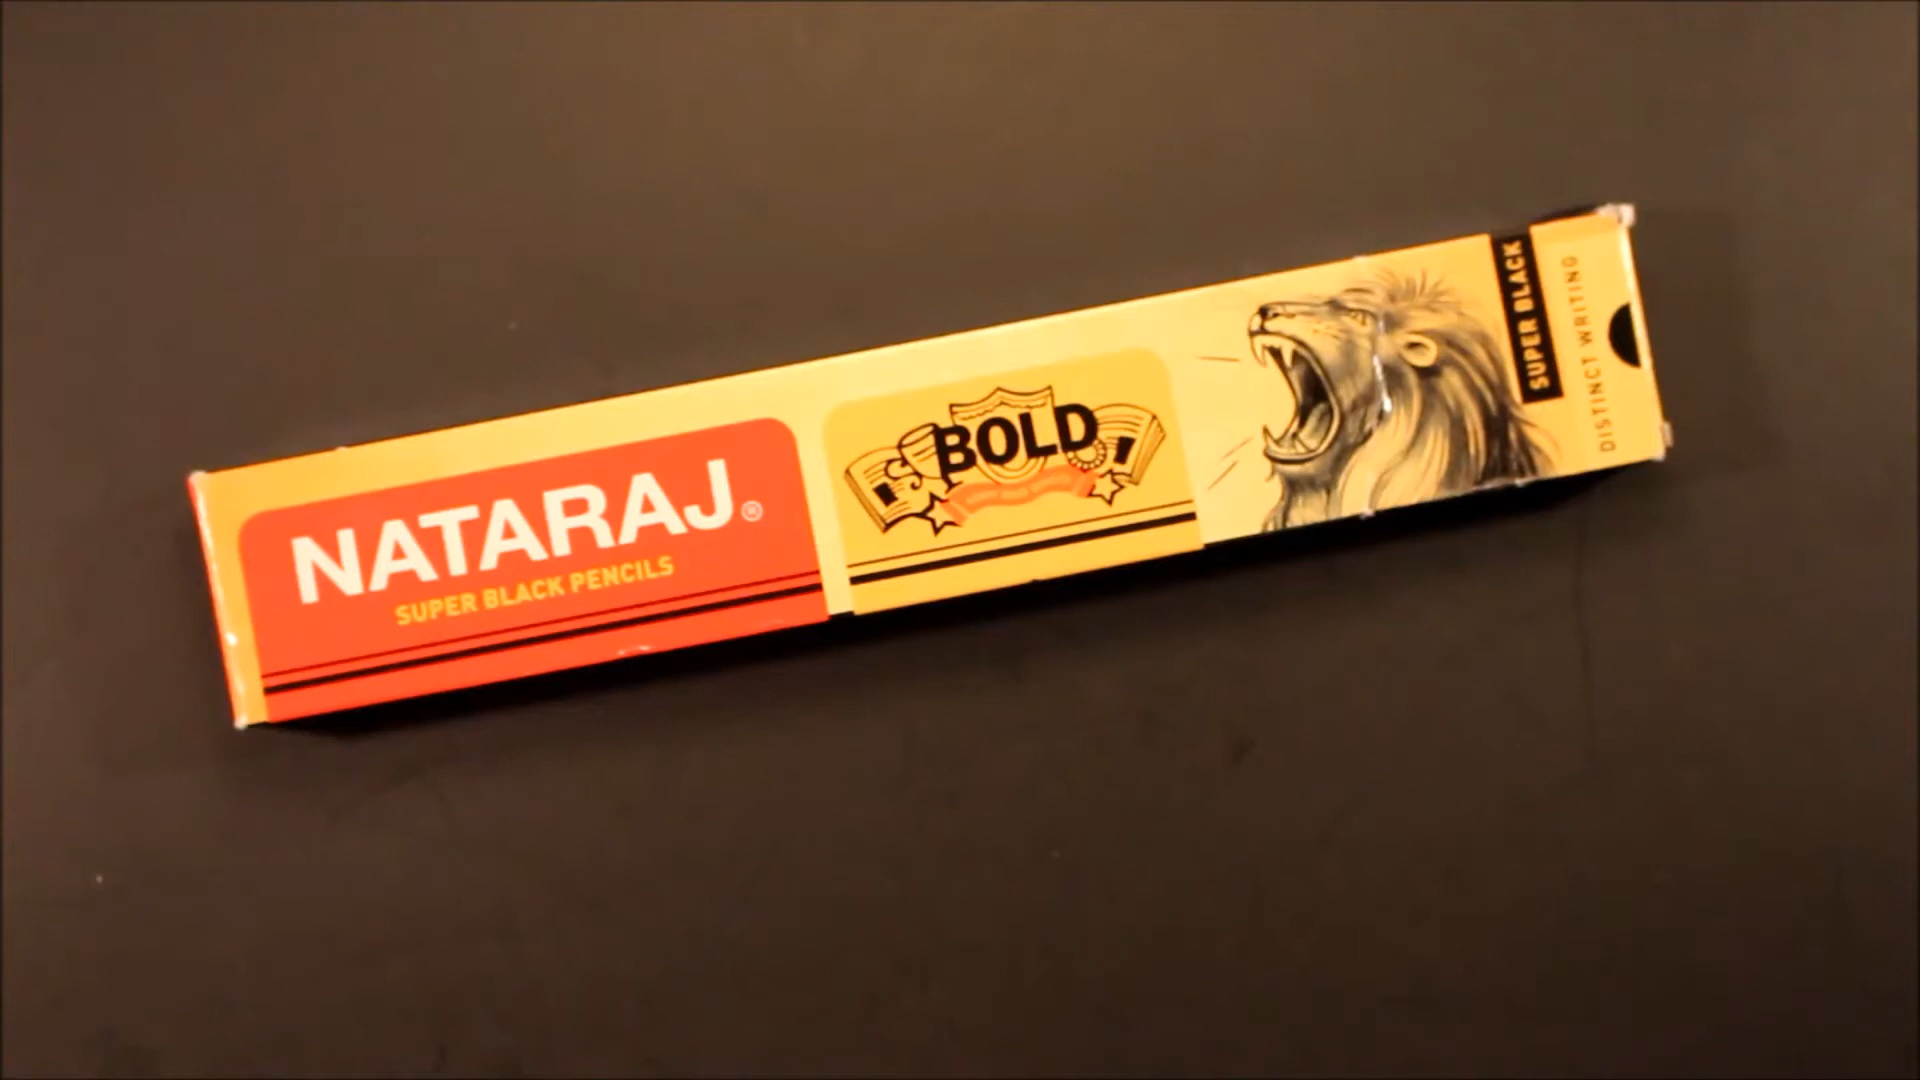 NATARAJ®
SUPER BLACK PENCILS
BOLD
SUPER BLACK
DISTINCT WRITING